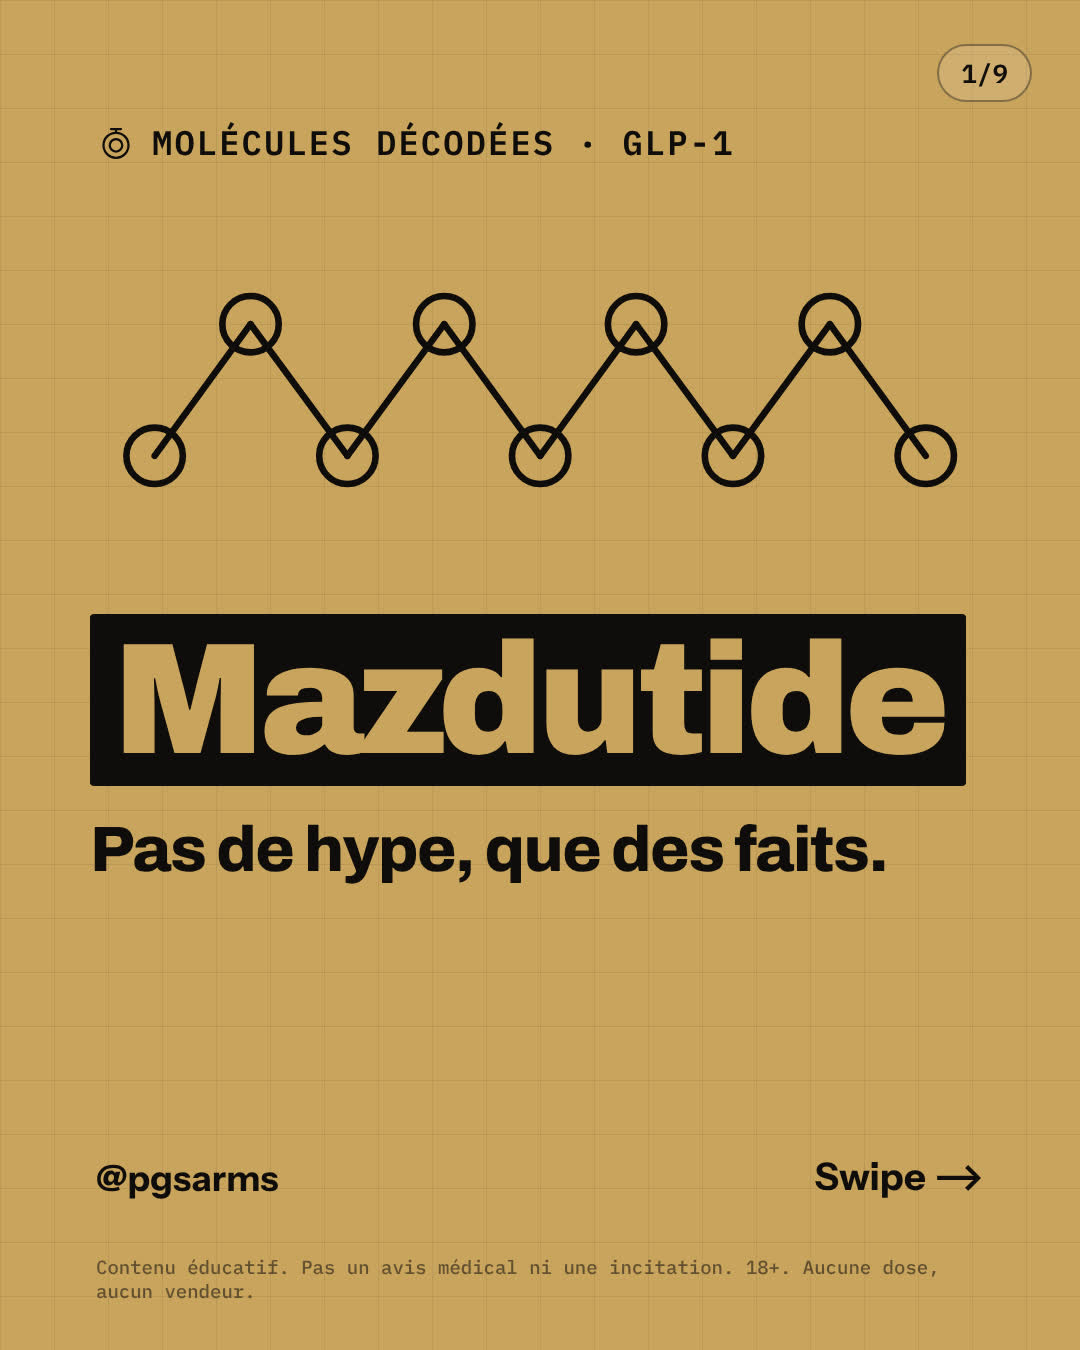 1/9
MOLÉCULES DÉCODÉES · GLP-1
Mazdutide
Pas de hype, que des faits.
@pgsarms
Swipe →
Contenu éducatif. Pas un avis médical ni une incitation. 18+. Aucune dose,
aucun vendeur.